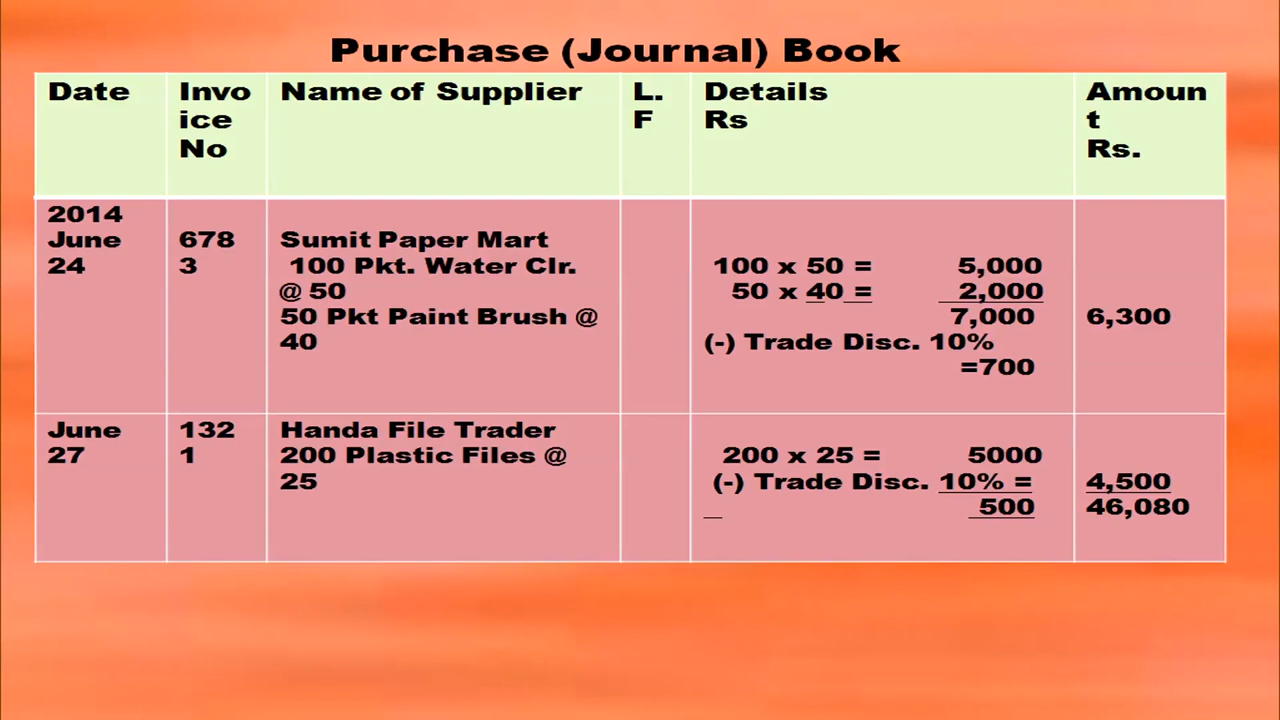 Purchase (Journal) Book
Date
Invo
ice
No
Name of Supplier
L.
F
Details
Rs
Amoun
t
Rs.
2014
June
24
678
3
Sumit Paper Mart
100 Pkt. Water Clr.
@ 50
50 Pkt Paint Brush @
40
100 x 50 = 5,000
50 x 40 = 2,000
7,000
(-) Trade Disc. 10%
=700
6,300
June
27
132
1
Handa File Trader
200 Plastic Files @
25
200 x 25 = 5000
(-) Trade Disc. 10% =
500
4,500
46,080